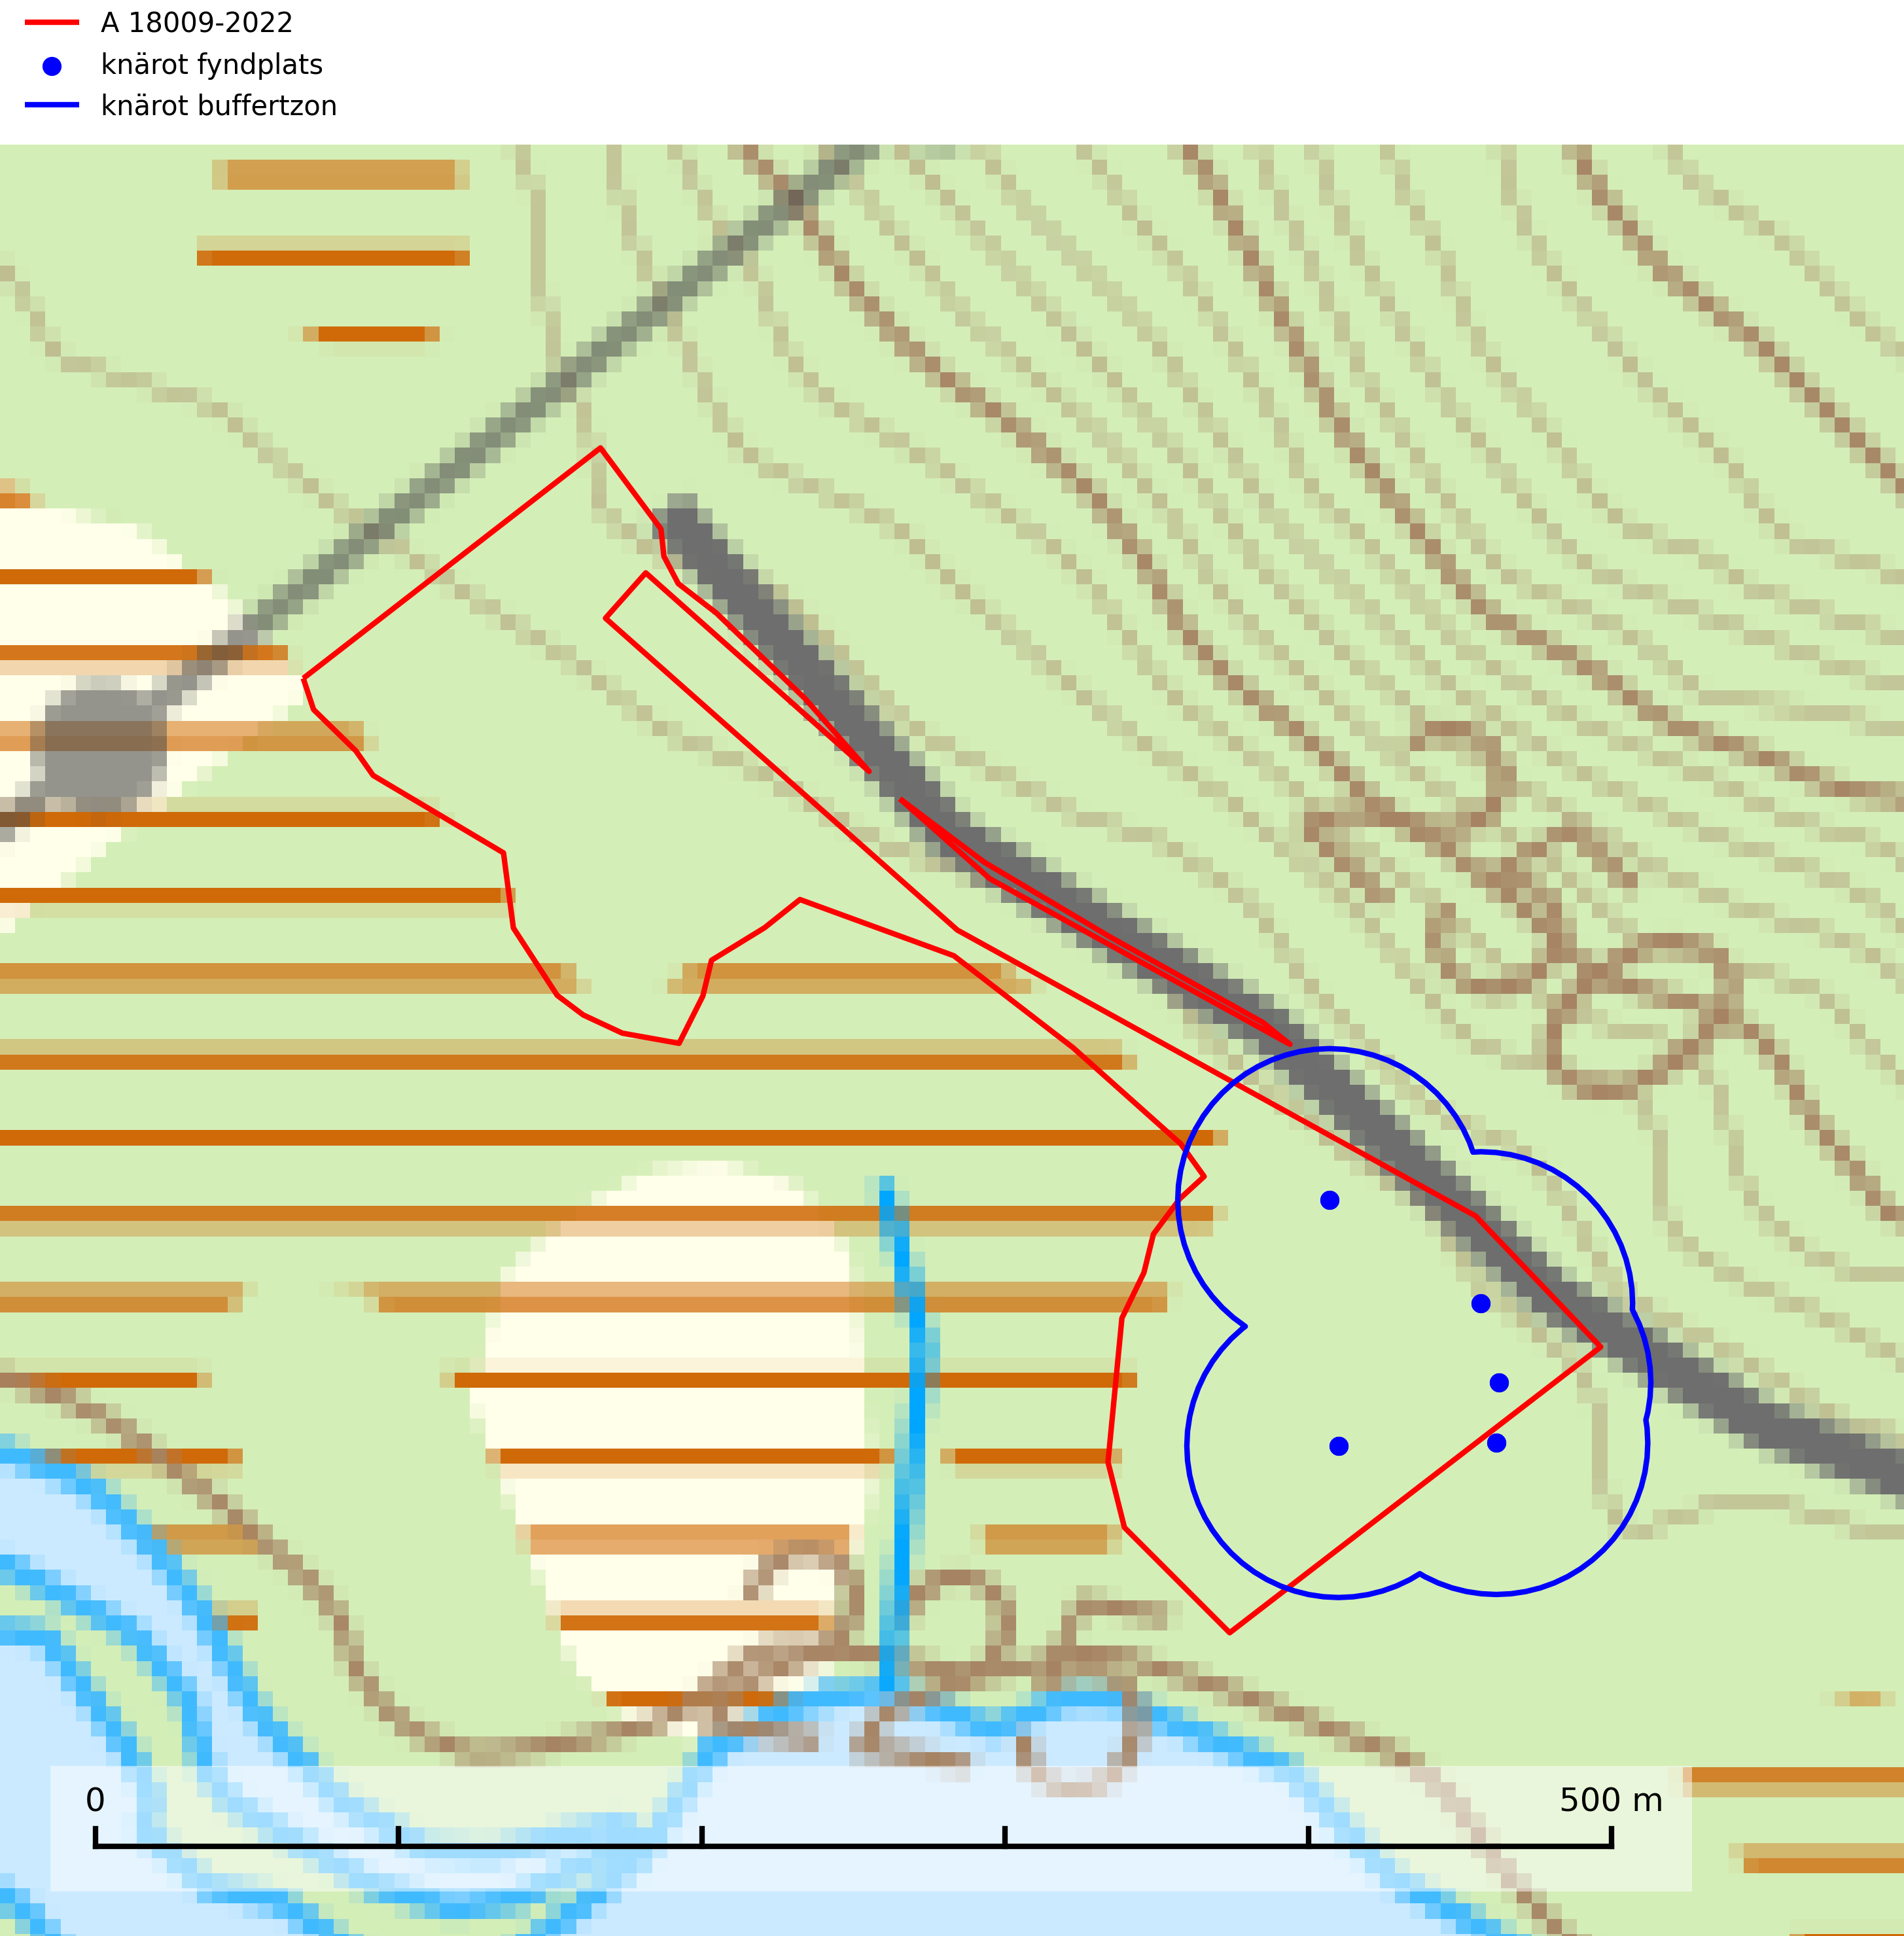 A 18009-2022
knärot fyndplats
knärot buffertzon
0 500 m